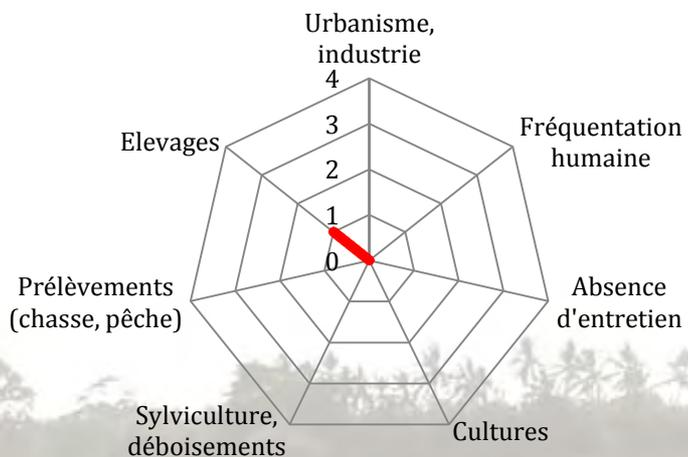 Urbanisme,
industrie
4
3
2
1
0
Fréquentation
humaine
Absence
d'entretien
Cultures
Sylviculture,
déboisements
Prélèvements
(chasse, pêche)
Elevages